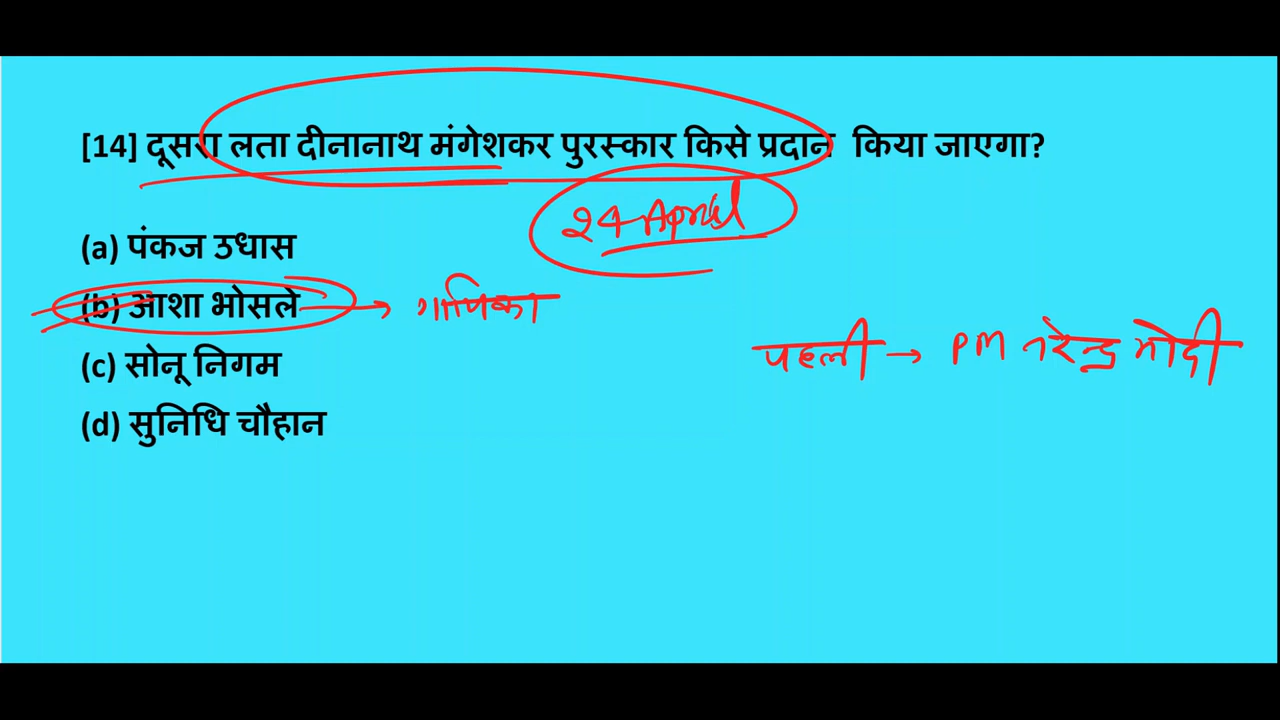 [14] दूसरा लता दीनानाथ मंगेशकर पुरस्कार किसे प्रदान किया जाएगा?
24 April
(a) पंकज उधास
(b) आशा भोसले → गायिका
(c) सोनू निगम
पहली → PM नरेन्द्र मोदी
(d) सुनिधि चौहान